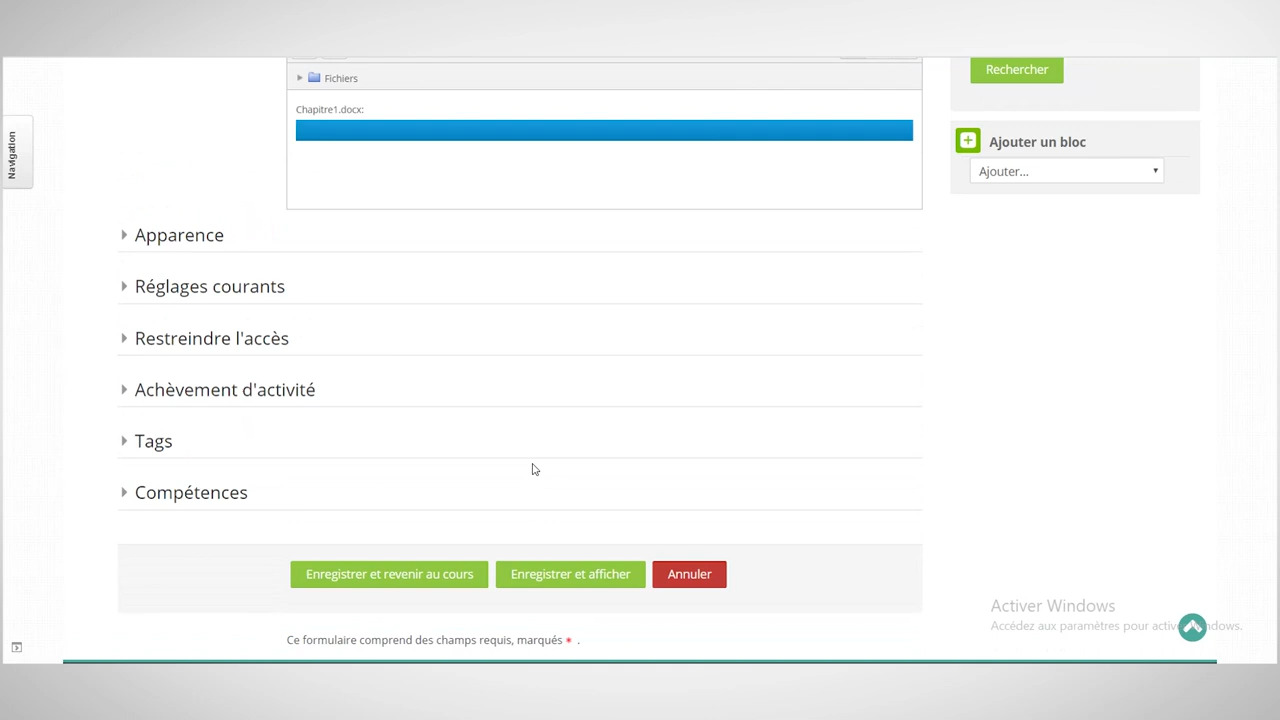 Fichiers
Rechercher
Chapitre1.docx:
Navigation
Ajouter un bloc
Ajouter...
Apparence
Réglages courants
Restreindre l'accès
Achèvement d'activité
Tags
Compétences
Enregistrer et revenir au cours
Enregistrer et afficher
Annuler
Activer Windows
Accédez aux paramètres pour activer Windows.
Ce formulaire comprend des champs requis, marqués * .